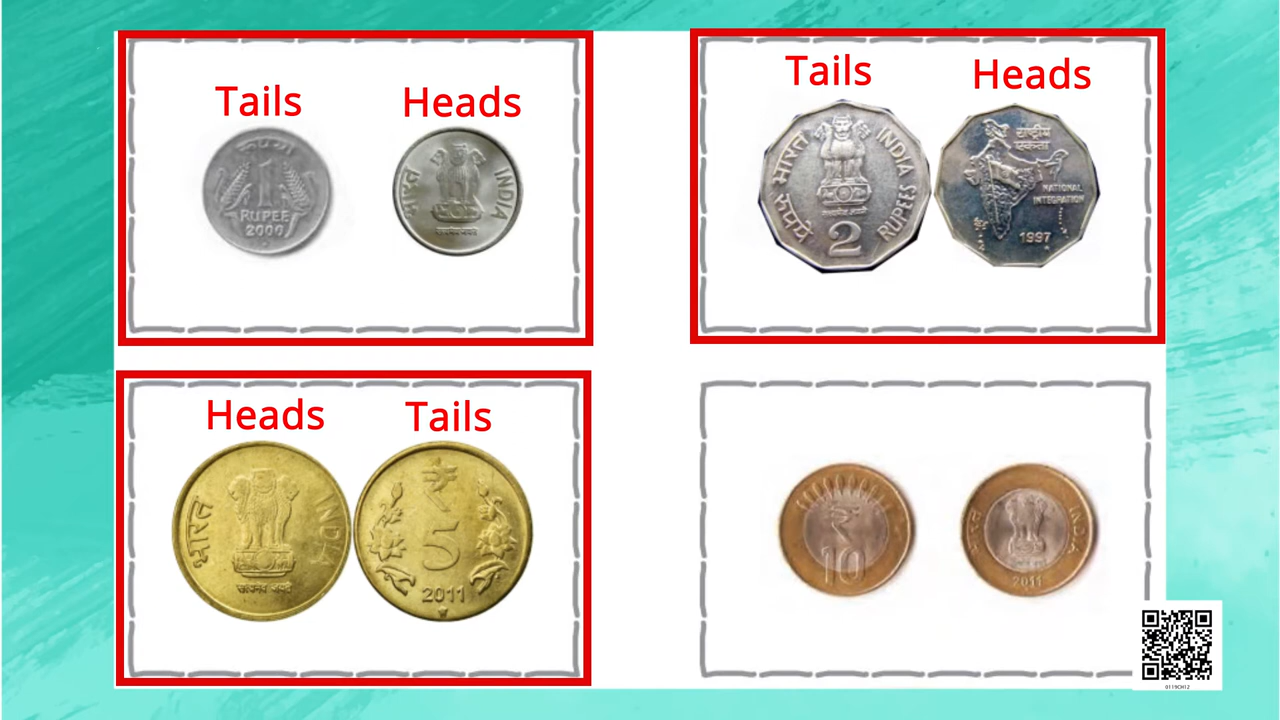 Tails
Heads
1
RUPEE
2000
भारत
INDIA
Tails
Heads
भारत
INDIA
रुपये
RUPEES
2
राष्ट्रीय
एकता
NATIONAL
INTEGRATION
1997
Heads
Tails
भारत
INDIA
सत्यमेव जयते
₹
5
2011
₹
10
INDIA
2011
0119CH12